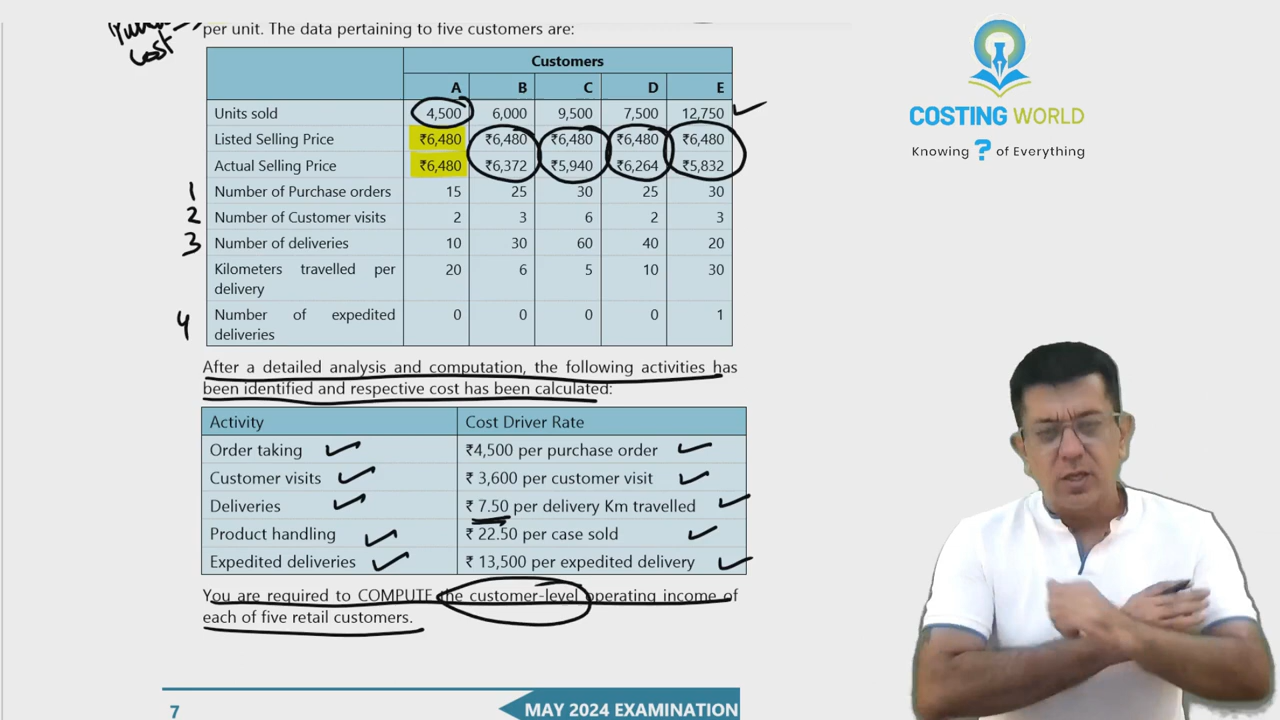 Purchase
cost
per unit. The data pertaining to five customers are:
Customers
A B C D E
Units sold 4,500 6,000 9,500 7,500 12,750
Listed Selling Price ₹6,480 ₹6,480 ₹6,480 ₹6,480 ₹6,480
Actual Selling Price ₹6,480 ₹6,372 ₹5,940 ₹6,264 ₹5,832
1 Number of Purchase orders 15 25 30 25 30
2 Number of Customer visits 2 3 6 2 3
3 Number of deliveries 10 30 60 40 20
Kilometers travelled per 20 6 5 10 30
delivery
4 Number of expedited 0 0 0 0 1
deliveries
After a detailed analysis and computation, the following activities has
been identified and respective cost has been calculated:
Activity Cost Driver Rate
Order taking ₹4,500 per purchase order
Customer visits ₹ 3,600 per customer visit
Deliveries ₹ 7.50 per delivery Km travelled
Product handling ₹ 22.50 per case sold
Expedited deliveries ₹ 13,500 per expedited delivery
You are required to COMPUTE the customer-level operating income of
each of five retail customers.
7 MAY 2024 EXAMINATION
COSTING WORLD
Knowing ? of Everything